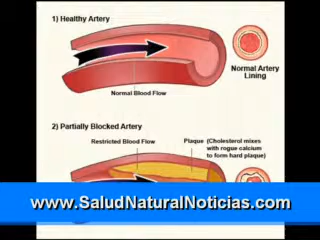 1) Healthy Artery
Normal Artery
Lining
Normal Blood Flow
2) Partially Blocked Artery
Restricted Blood Flow
Plaque (Cholesterol mixes
with rogue calcium
to form hard plaque)
www.SaludNaturalNoticias.com